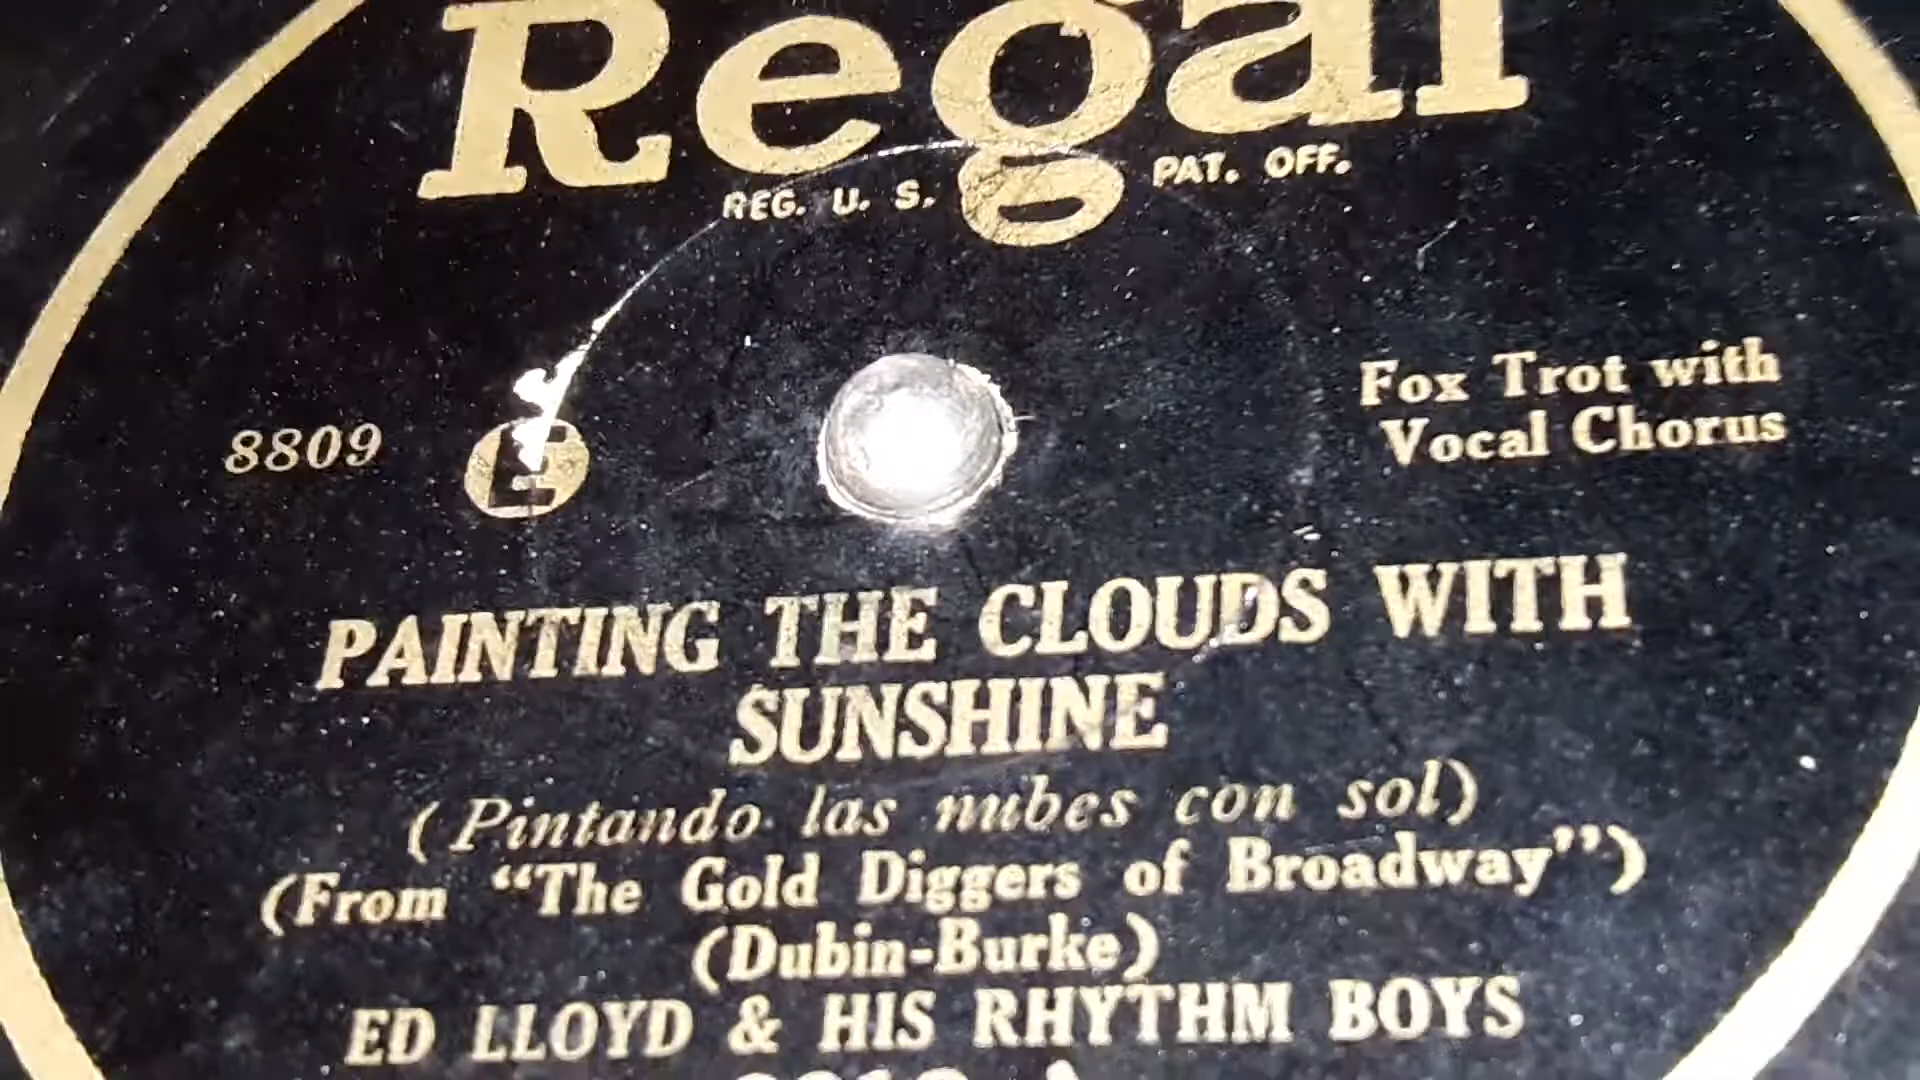 Regal
REG. U. S. PAT. OFF.
8809
E
Fox Trot with
Vocal Chorus
PAINTING THE CLOUDS WITH
SUNSHINE
(Pintando las nubes con sol)
(From "The Gold Diggers of Broadway")
(Dubin-Burke)
ED LLOYD & HIS RHYTHM BOYS